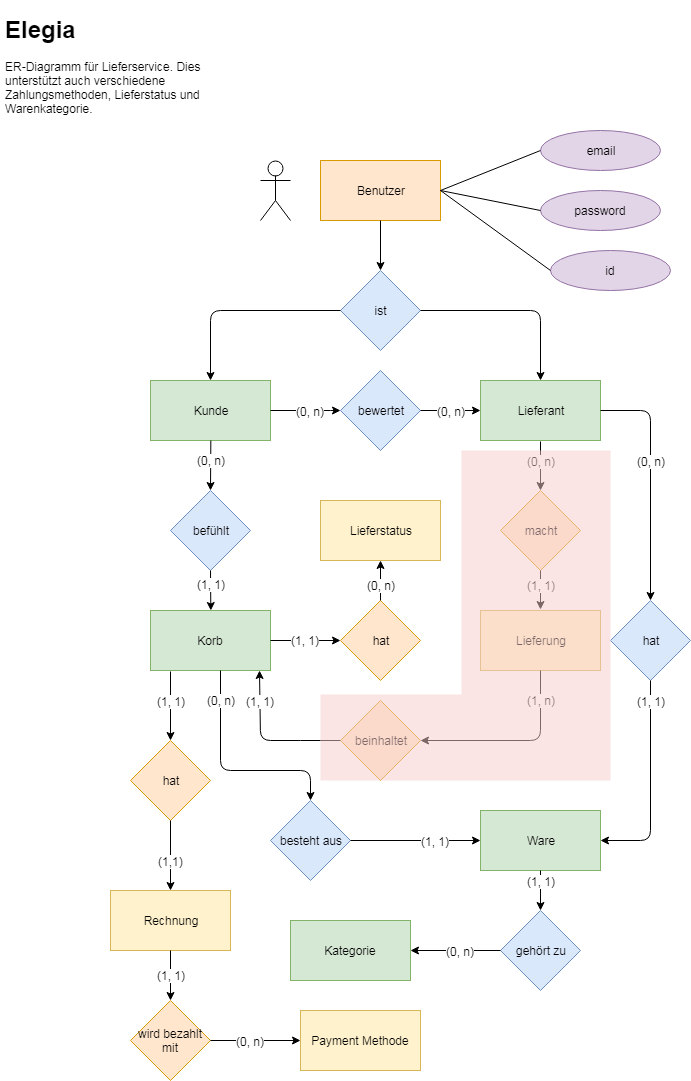 Elegia
ER-Diagramm für Lieferservice. Dies
unterstützt auch verschiedene
Zahlungsmethoden, Lieferstatus und
Warenkategorie.
email
Benutzer
password
id
ist
Kunde
(0, n)
bewertet
(0, n)
Lieferant
(0, n)
(0, n)
(0, n)
befühlt
Lieferstatus
macht
(1, 1)
(0, n)
(1, 1)
Korb
(1, 1)
hat
Lieferung
hat
(1, 1)
(0, n)
(1, 1)
(1, n)
(1, 1)
beinhaltet
hat
besteht aus
(1, 1)
Ware
(1,1)
(1, 1)
Rechnung
Kategorie
(0, n)
gehört zu
(1, 1)
wird bezahlt
mit
(0, n)
Payment Methode